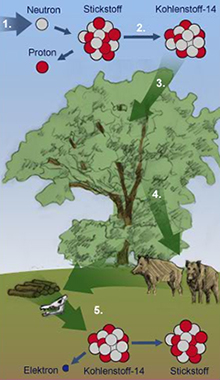 Neutron Stickstoff Kohlenstoff-14
1. 2.
Proton
3.
4.
5.
Elektron Kohlenstoff-14 Stickstoff